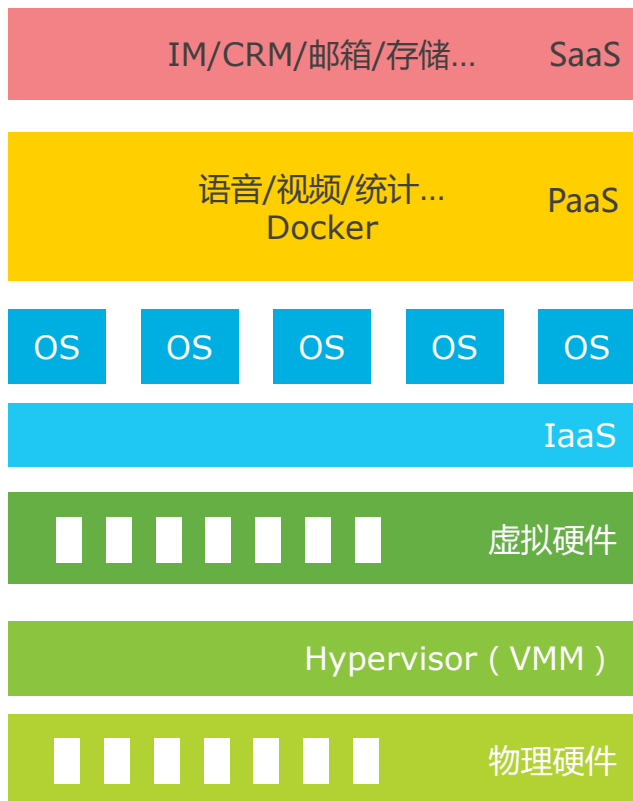 IM/CRM/邮箱/存储... SaaS
语音/视频/统计... PaaS
Docker
OS OS OS OS OS
IaaS
虚拟硬件
Hypervisor（VMM）
物理硬件